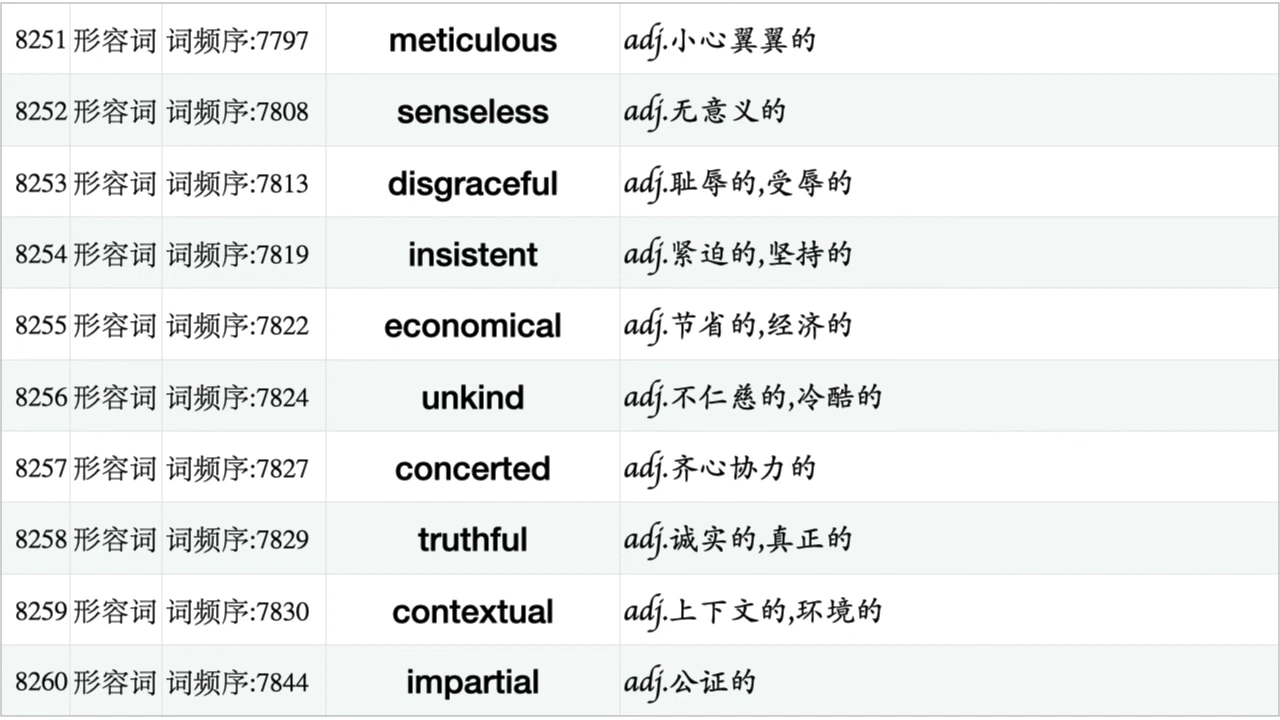 8251 形容词 词频序:7797 meticulous adj.小心翼翼的
8252 形容词 词频序:7808 senseless adj.无意义的
8253 形容词 词频序:7813 disgraceful adj.耻辱的,受辱的
8254 形容词 词频序:7819 insistent adj.紧迫的,坚持的
8255 形容词 词频序:7822 economical adj.节省的,经济的
8256 形容词 词频序:7824 unkind adj.不仁慈的,冷酷的
8257 形容词 词频序:7827 concerted adj.齐心协力的
8258 形容词 词频序:7829 truthful adj.诚实的,真正的
8259 形容词 词频序:7830 contextual adj.上下文的,环境的
8260 形容词 词频序:7844 impartial adj.公证的